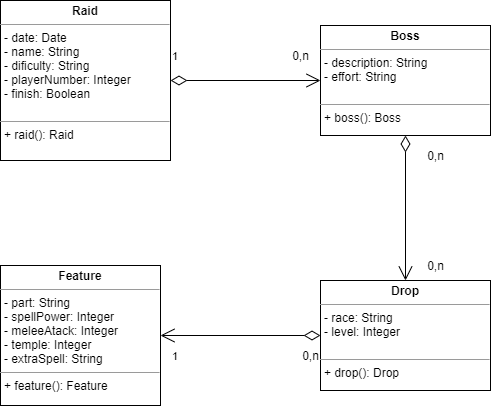 Raid
- date: Date
- name: String
- dificulty: String
- playerNumber: Integer
- finish: Boolean
+ raid(): Raid
1
0,n
Boss
- description: String
- effort: String
+ boss(): Boss
0,n
0,n
Drop
- race: String
- level: Integer
+ drop(): Drop
0,n
1
Feature
- part: String
- spellPower: Integer
- meleeAtack: Integer
- temple: Integer
- extraSpell: String
+ feature(): Feature